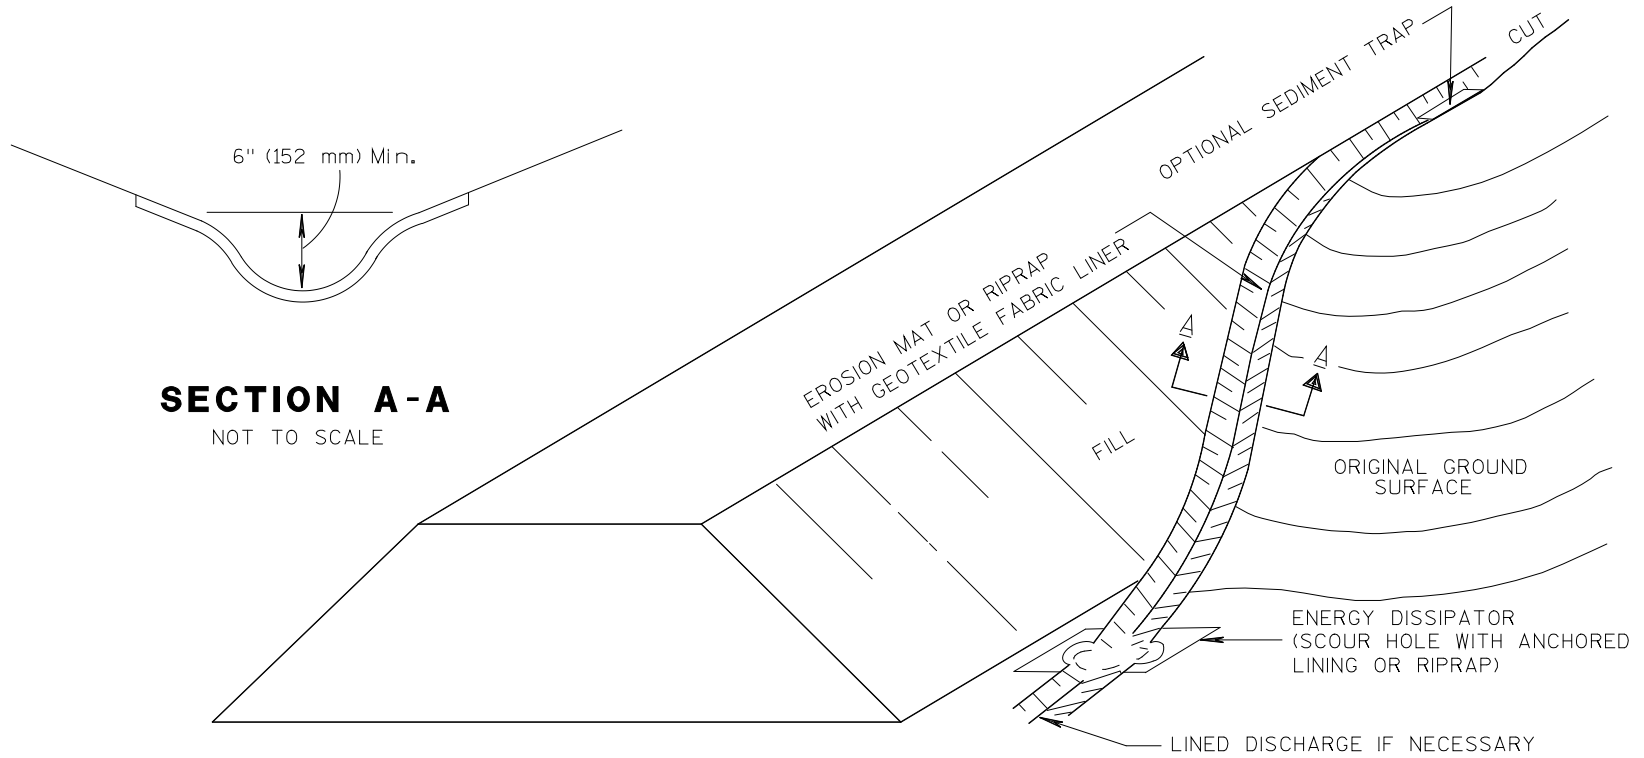 6" (152 mm) Min.
SECTION A-A
NOT TO SCALE
CUT
OPTIONAL SEDIMENT TRAP
EROSION MAT OR RIPRAP
WITH GEOTEXTILE FABRIC LINER
A
A
FILL
ORIGINAL GROUND
SURFACE
ENERGY DISSIPATOR
(SCOUR HOLE WITH ANCHORED
LINING OR RIPRAP)
LINED DISCHARGE IF NECESSARY